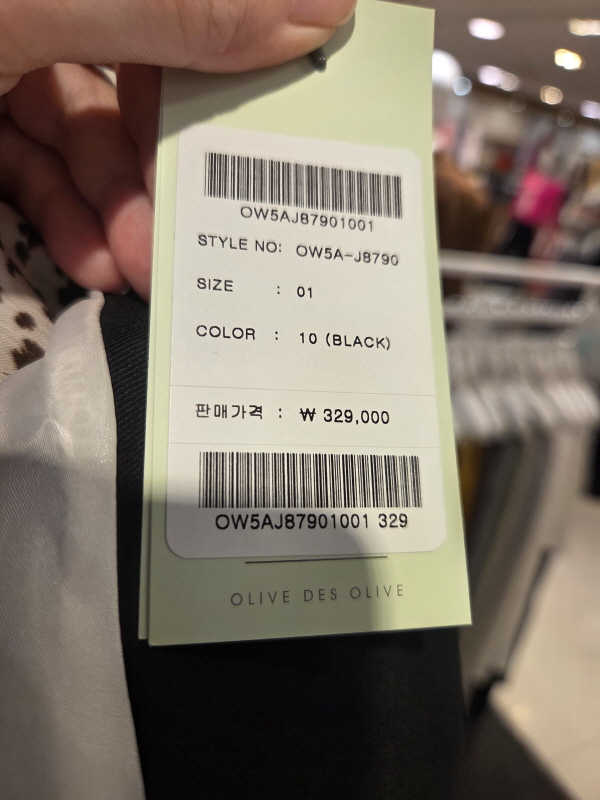 OW5AJ87901001
STYLE NO: OW5A-J8790
SIZE : 01
COLOR : 10 (BLACK)
판매가격 : ₩ 329,000
OW5AJ87901001 329
OLIVE DES OLIVE